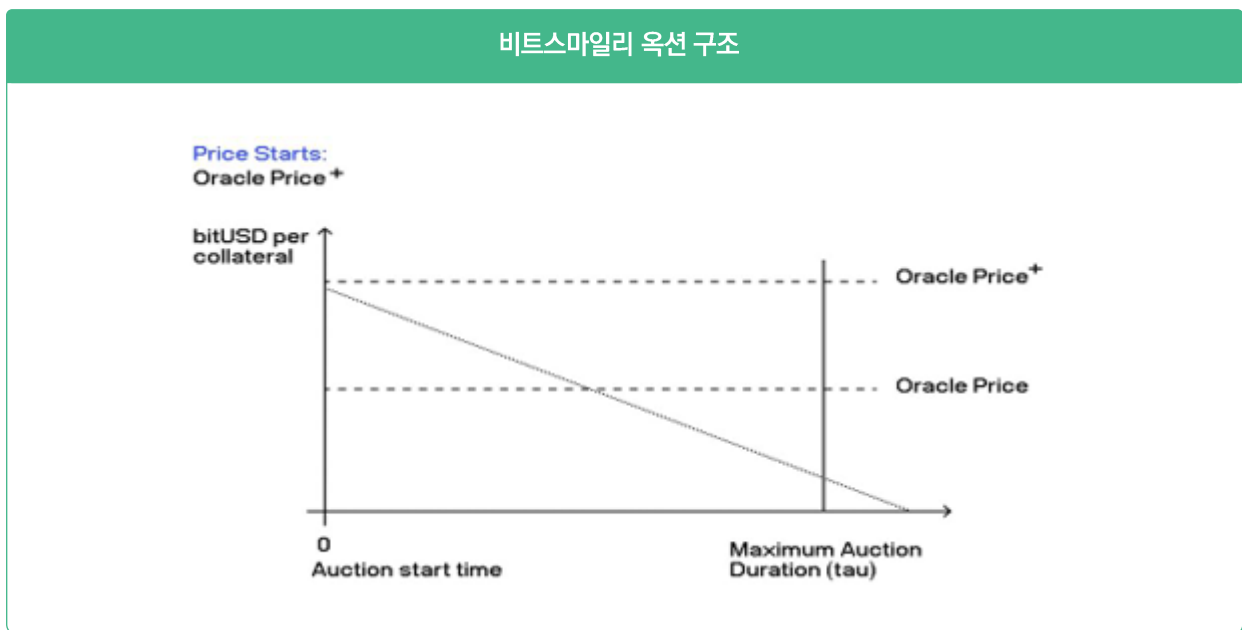 비트스마일리 옥션 구조
Price Starts:
Oracle Price+
bitUSD per
collateral
Oracle Price+
Oracle Price
0
Auction start time
Maximum Auction
Duration (tau)